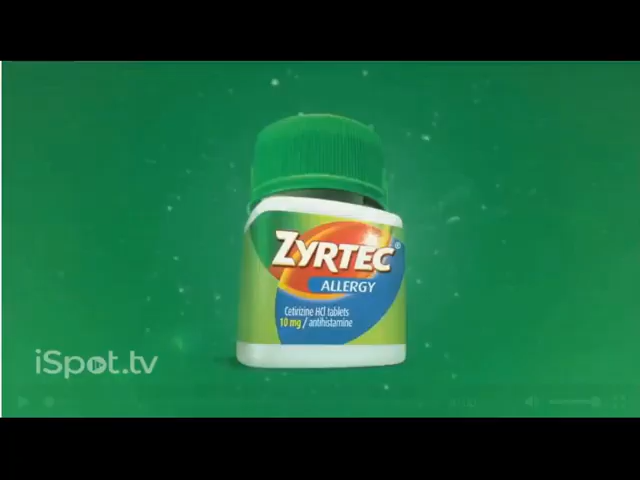 ZYRTEC®
ALLERGY
Cetirizine HCl tablets
10 mg / antihistamine
iSpot.tv